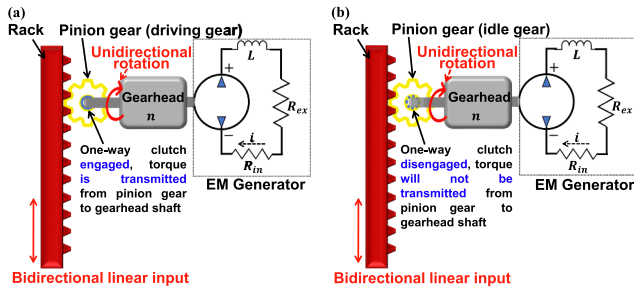 (a)
Rack
Pinion gear (driving gear)
Unidirectional
rotation
Gearhead
n
+
−
L
R_ex
i
R_in
One-way clutch
engaged, torque
is transmitted
from pinion gear
to gearhead shaft
EM Generator
Bidirectional linear input
(b)
Rack
Pinion gear (idle gear)
Unidirectional
rotation
Gearhead
n
+
−
L
R_ex
i
R_in
One-way clutch
disengaged, torque
will not be
transmitted from
pinion gear to
gearhead shaft
EM Generator
Bidirectional linear input